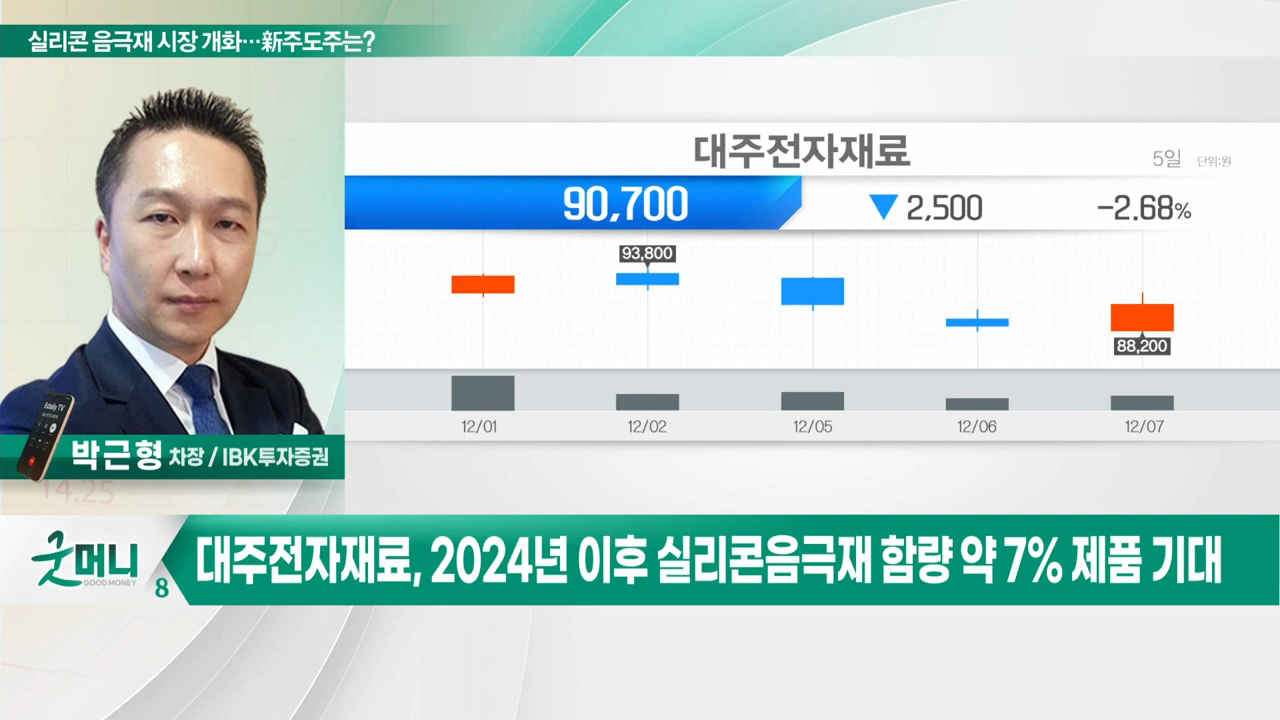 실리콘 음극재 시장 개화…新주도주는?
대주전자재료
5일 단위:원
90,700 ▼ 2,500 -2.68%
93,800
88,200
12/01 12/02 12/05 12/06 12/07
Edaily TV
박근형 차장 / IBK투자증권
14.25
굿머니
GOOD MONEY
8
대주전자재료, 2024년 이후 실리콘음극재 함량 약 7% 제품 기대